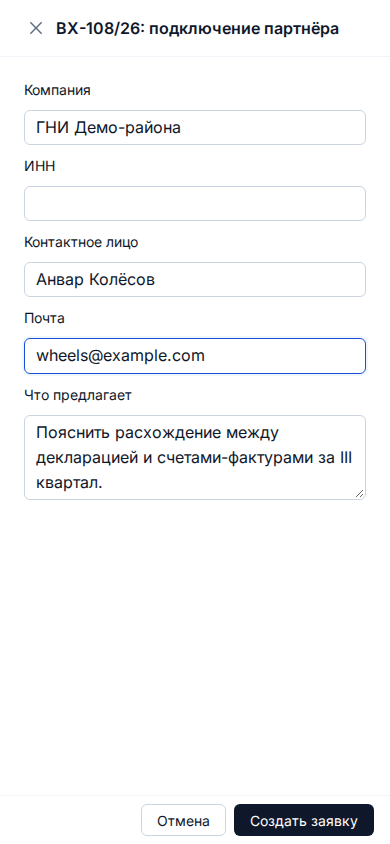 ВХ-108/26: подключение партнёра
Компания
ГНИ Демо-района
ИНН
Контактное лицо
Анвар Колёсов
Почта
wheels@example.com
Что предлагает
Пояснить расхождение между
декларацией и счетами-фактурами за III
квартал.
Отмена
Создать заявку